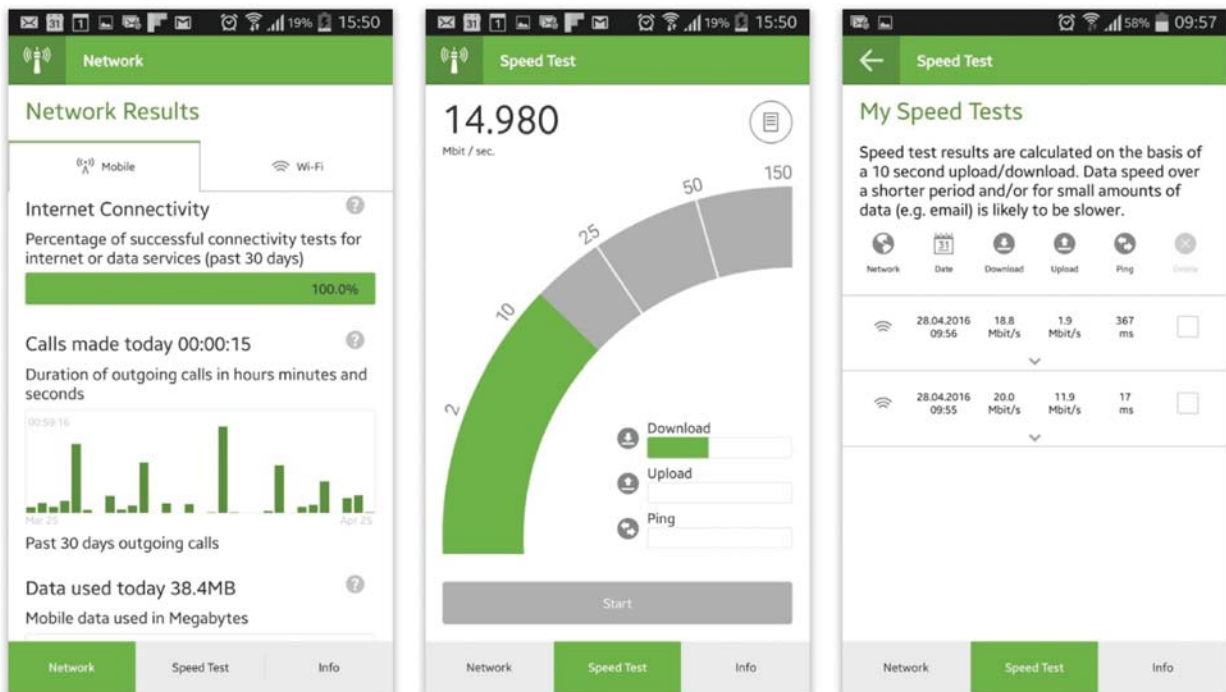 31 1 19% 15:50
Network
Network Results
Mobile
Wi-Fi
Internet Connectivity ?
Percentage of successful connectivity tests for
internet or data services (past 30 days)
100.0%
Calls made today 00:00:15 ?
Duration of outgoing calls in hours minutes and
seconds
00:59:16
Mar 25 Apr 25
Past 30 days outgoing calls
Data used today 38.4MB ?
Mobile data used in Megabytes
Network Speed Test Info
31 1 19% 15:50
Speed Test
14.980
Mbit / sec.
150
50
25
10
2
Download
Upload
Ping
Start
Network Speed Test Info
58% 09:57
Speed Test
My Speed Tests
Speed test results are calculated on the basis of
a 10 second upload/download. Data speed over
a shorter period and/or for small amounts of
data (e.g. email) is likely to be slower.
31
Network Date Download Upload Ping Delete
28.04.2016 18.8 1.9 367
09:56 Mbit/s Mbit/s ms
28.04.2016 20.0 11.9 17
09:55 Mbit/s Mbit/s ms
Network Speed Test Info